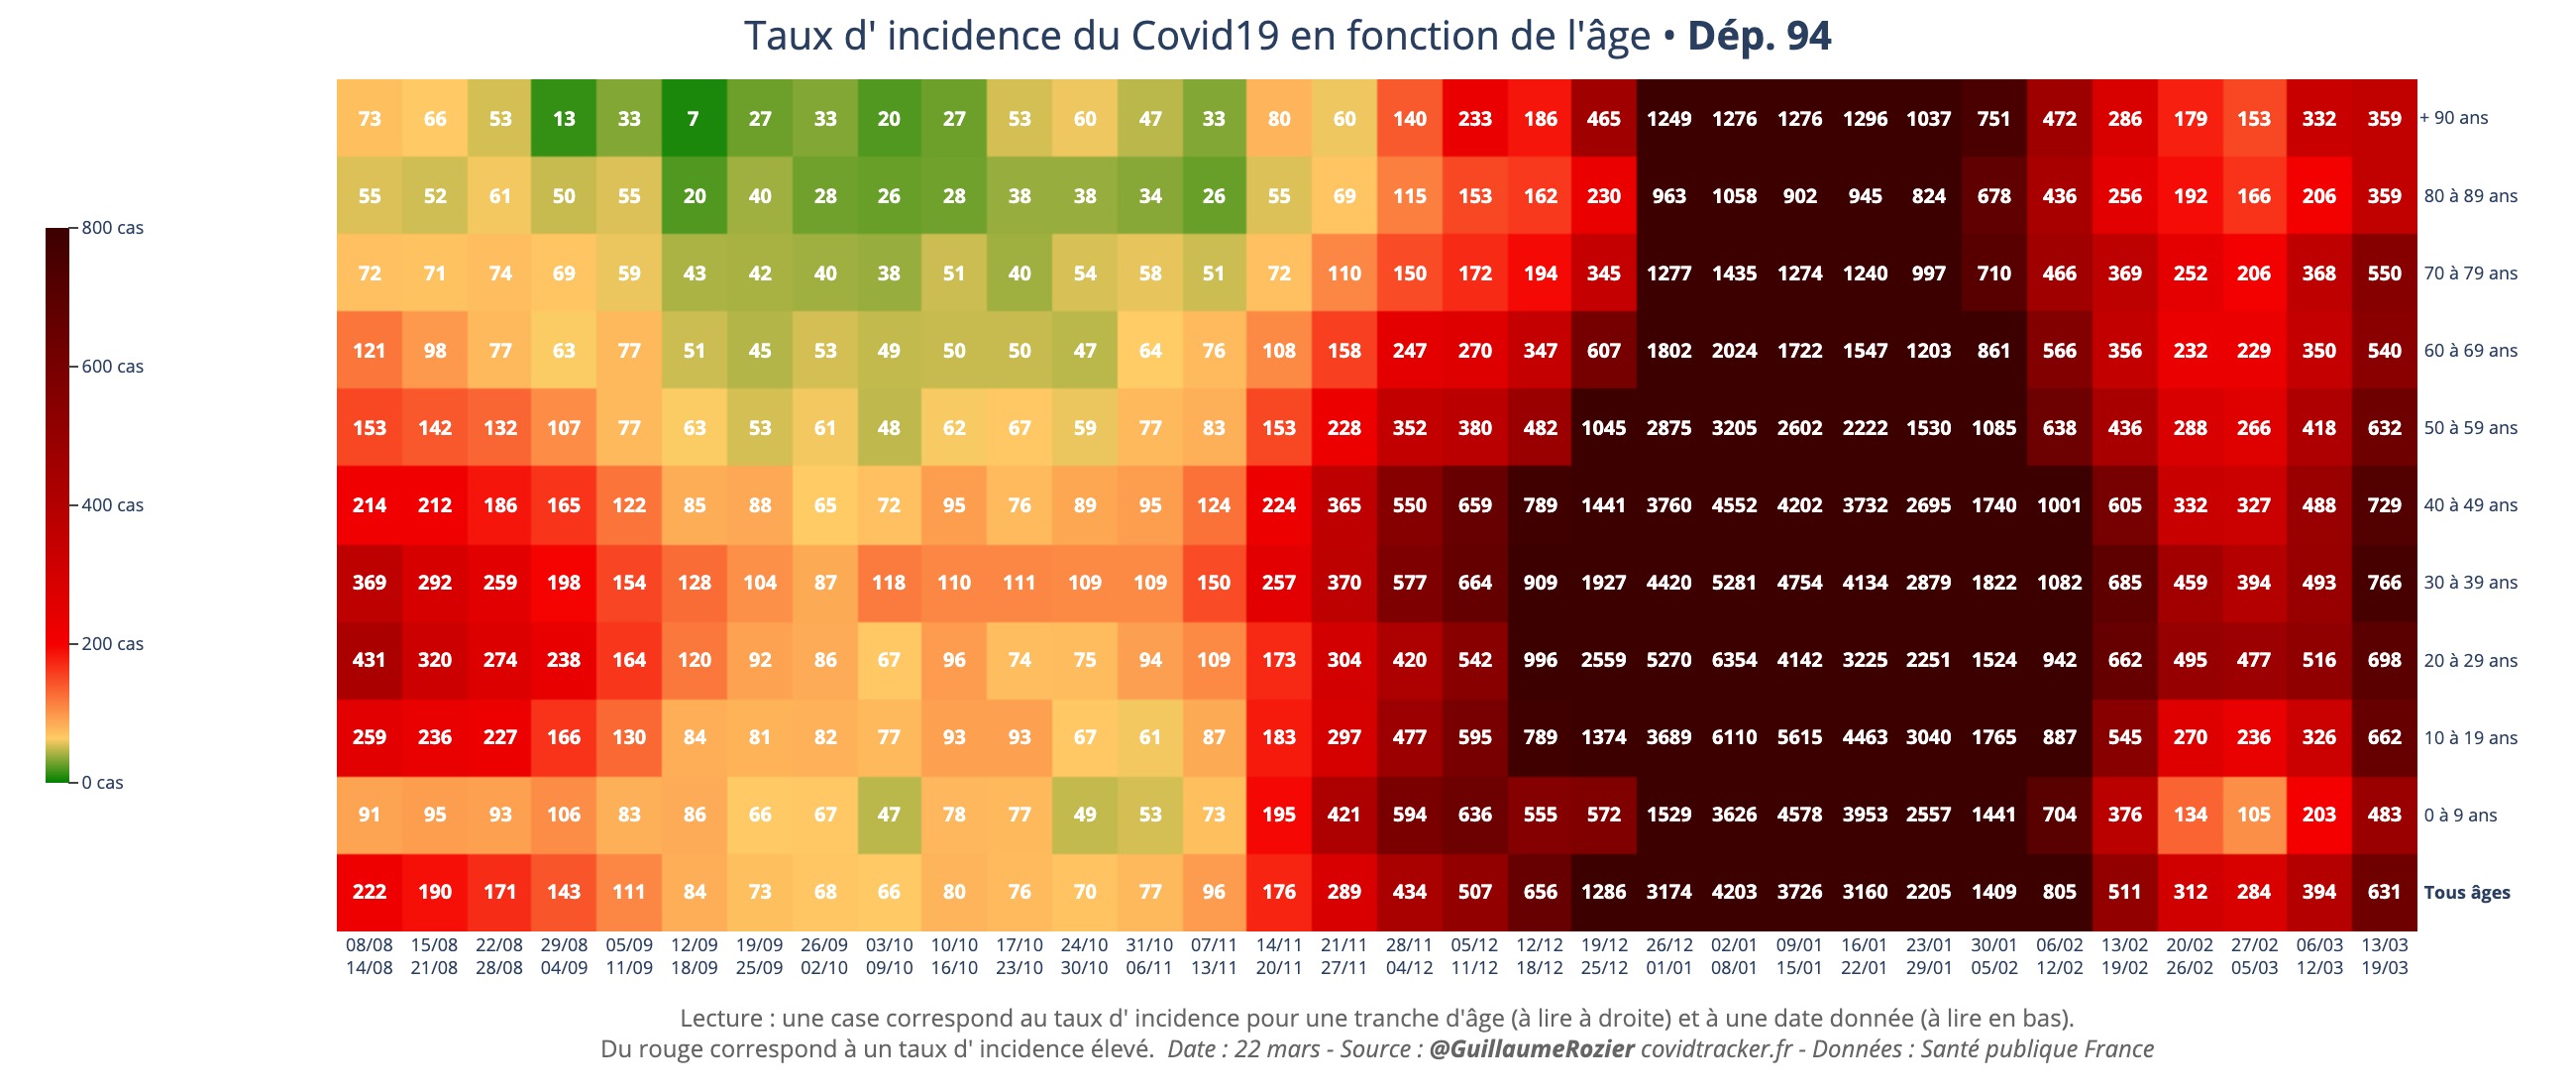 Taux d' incidence du Covid19 en fonction de l'âge • Dép. 94
800 cas
600 cas
400 cas
200 cas
0 cas
73 66 53 13 33 7 27 33 20 27 53 60 47 33 80 60 140 233 186 465 1249 1276 1276 1296 1037 751 472 286 179 153 332 359 + 90 ans
55 52 61 50 55 20 40 28 26 28 38 38 34 26 55 69 115 153 162 230 963 1058 902 945 824 678 436 256 192 166 206 359 80 à 89 ans
72 71 74 69 59 43 42 40 38 51 40 54 58 51 72 110 150 172 194 345 1277 1435 1274 1240 997 710 466 369 252 206 368 550 70 à 79 ans
121 98 77 63 77 51 45 53 49 50 50 47 64 76 108 158 247 270 347 607 1802 2024 1722 1547 1203 861 566 356 232 229 350 540 60 à 69 ans
153 142 132 107 77 63 53 61 48 62 67 59 77 83 153 228 352 380 482 1045 2875 3205 2602 2222 1530 1085 638 436 288 266 418 632 50 à 59 ans
214 212 186 165 122 85 88 65 72 95 76 89 95 124 224 365 550 659 789 1441 3760 4552 4202 3732 2695 1740 1001 605 332 327 488 729 40 à 49 ans
369 292 259 198 154 128 104 87 118 110 111 109 109 150 257 370 577 664 909 1927 4420 5281 4754 4134 2879 1822 1082 685 459 394 493 766 30 à 39 ans
431 320 274 238 164 120 92 86 67 96 74 75 94 109 173 304 420 542 996 2559 5270 6354 4142 3225 2251 1524 942 662 495 477 516 698 20 à 29 ans
259 236 227 166 130 84 81 82 77 93 93 67 61 87 183 297 477 595 789 1374 3689 6110 5615 4463 3040 1765 887 545 270 236 326 662 10 à 19 ans
91 95 93 106 83 86 66 67 47 78 77 49 53 73 195 421 594 636 555 572 1529 3626 4578 3953 2557 1441 704 376 134 105 203 483 0 à 9 ans
222 190 171 143 111 84 73 68 66 80 76 70 77 96 176 289 434 507 656 1286 3174 4203 3726 3160 2205 1409 805 511 312 284 394 631 Tous âges
08/08 15/08 22/08 29/08 05/09 12/09 19/09 26/09 03/10 10/10 17/10 24/10 31/10 07/11 14/11 21/11 28/11 05/12 12/12 19/12 26/12 02/01 09/01 16/01 23/01 30/01 06/02 13/02 20/02 27/02 06/03 13/03
14/08 21/08 28/08 04/09 11/09 18/09 25/09 02/10 09/10 16/10 23/10 30/10 06/11 13/11 20/11 27/11 04/12 11/12 18/12 25/12 01/01 08/01 15/01 22/01 29/01 05/02 12/02 19/02 26/02 05/03 12/03 19/03
Lecture : une case correspond au taux d' incidence pour une tranche d'âge (à lire à droite) et à une date donnée (à lire en bas).
Du rouge correspond à un taux d' incidence élevé. Date : 22 mars - Source : @GuillaumeRozier covidtracker.fr - Données : Santé publique France